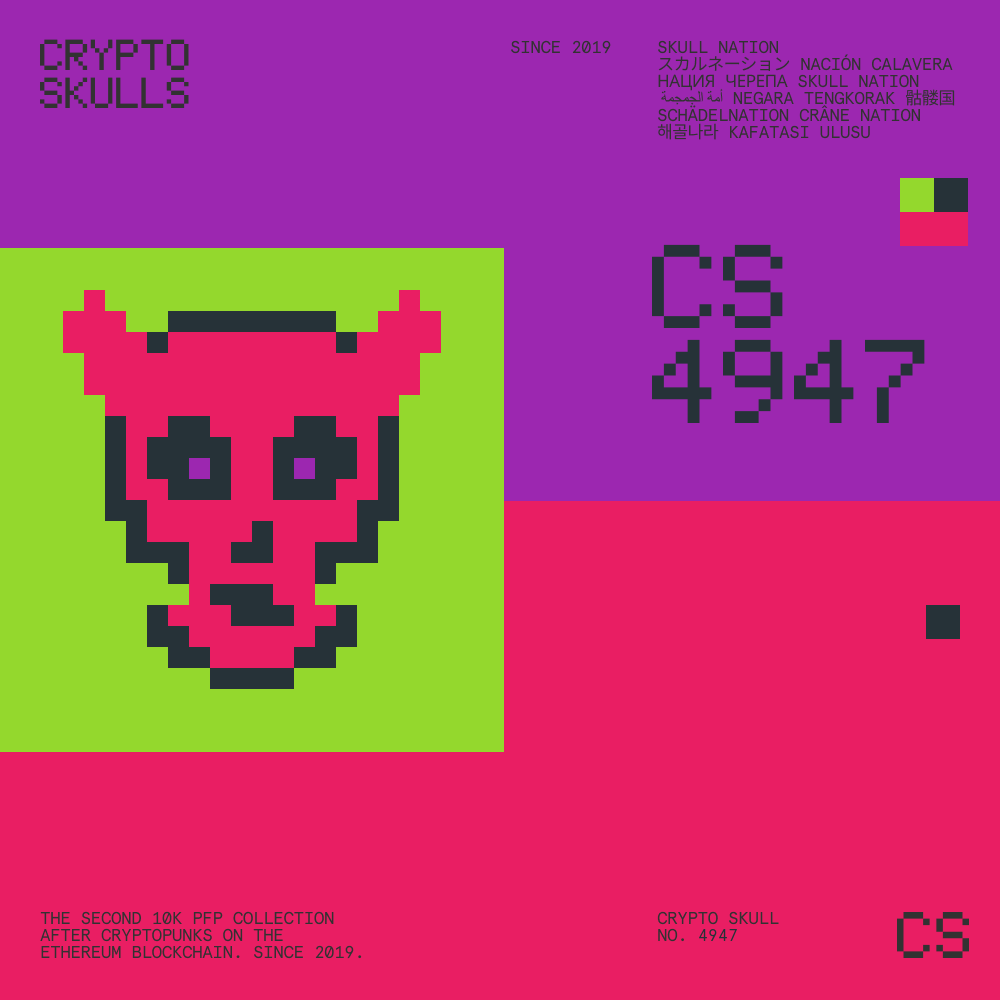 CRYPTO
SKULLS
SINCE 2019
SKULL NATION
スカルネーション NACIÓN CALAVERA
НАЦИЯ ЧЕРЕПА SKULL NATION
أمة الجمجمة NEGARA TENGKORAK 骷髅国
SCHÄDELNATION CRÂNE NATION
해골나라 KAFATASI ULUSU
CS
4947
THE SECOND 10K PFP COLLECTION
AFTER CRYPTOPUNKS ON THE
ETHEREUM BLOCKCHAIN. SINCE 2019.
CRYPTO SKULL
NO. 4947
CS